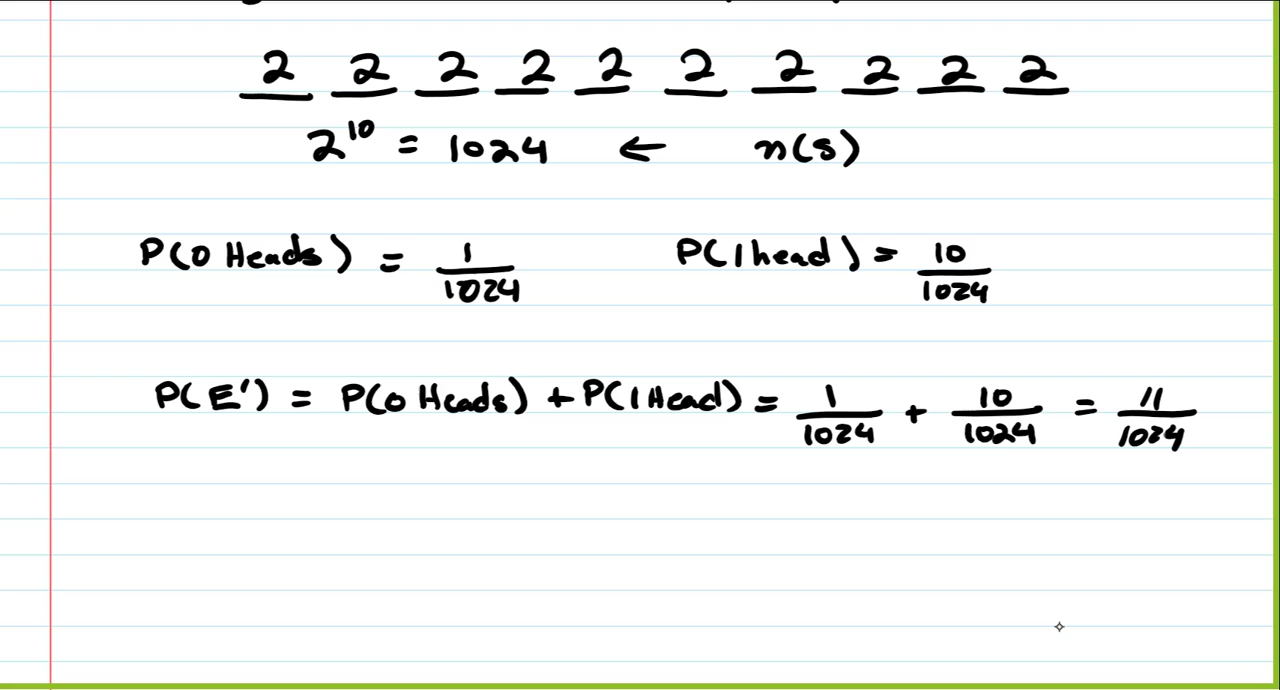 2 2 2 2 2 2 2 2 2 2
2^10 = 1024 ← n(S)
P(0 Heads) = 1/1024 P(1 head) = 10/1024
P(E') = P(0 Heads) + P(1 Head) = 1/1024 + 10/1024 = 11/1024